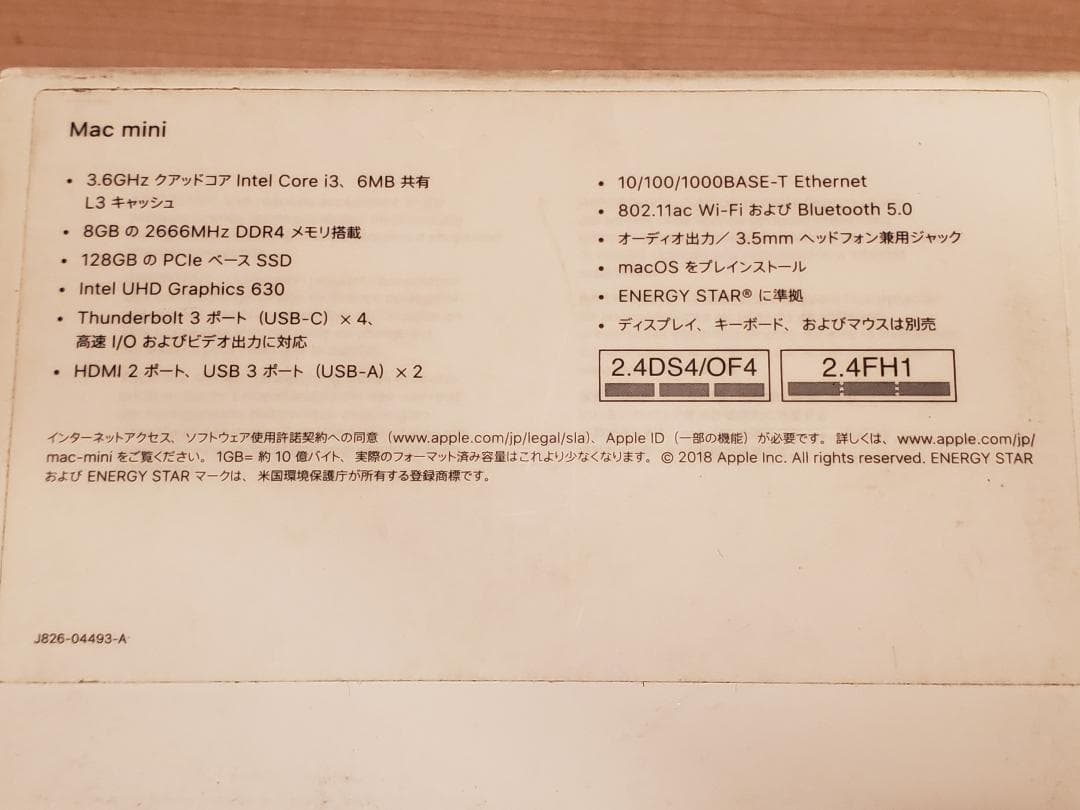 Mac mini
• 3.6GHz クアッドコア Intel Core i3、6MB 共有
L3 キャッシュ
• 8GB の 2666MHz DDR4 メモリ搭載
• 128GB の PCIe ベース SSD
• Intel UHD Graphics 630
• Thunderbolt 3 ポート（USB-C）× 4、
高速 I/O およびビデオ出力に対応
• HDMI 2 ポート、USB 3 ポート（USB-A）× 2
• 10/100/1000BASE-T Ethernet
• 802.11ac Wi-Fi および Bluetooth 5.0
• オーディオ出力／3.5mm ヘッドフォン兼用ジャック
• macOS をプレインストール
• ENERGY STAR® に準拠
• ディスプレイ、キーボード、およびマウスは別売
2.4DS4/OF4
2.4FH1
インターネットアクセス、ソフトウェア使用許諾契約への同意（www.apple.com/jp/legal/sla）、Apple ID（一部の機能）が必要です。詳しくは、www.apple.com/jp/
mac-mini をご覧ください。1GB= 約 10 億バイト、実際のフォーマット済み容量はこれより少なくなります。© 2018 Apple Inc. All rights reserved. ENERGY STAR
および ENERGY STAR マークは、米国環境保護庁が所有する登録商標です。
J826-04493-A